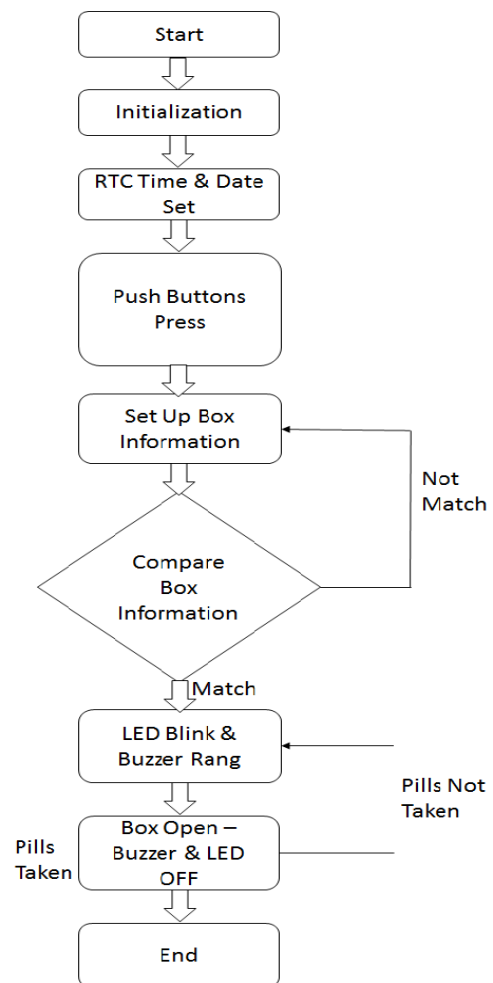 Start
Initialization
RTC Time & Date
Set
Push Buttons
Press
Set Up Box
Information
Not
Match
Compare
Box
Information
Match
LED Blink &
Buzzer Rang
Pills Not
Taken
Box Open –
Buzzer & LED
OFF
Pills
Taken
End